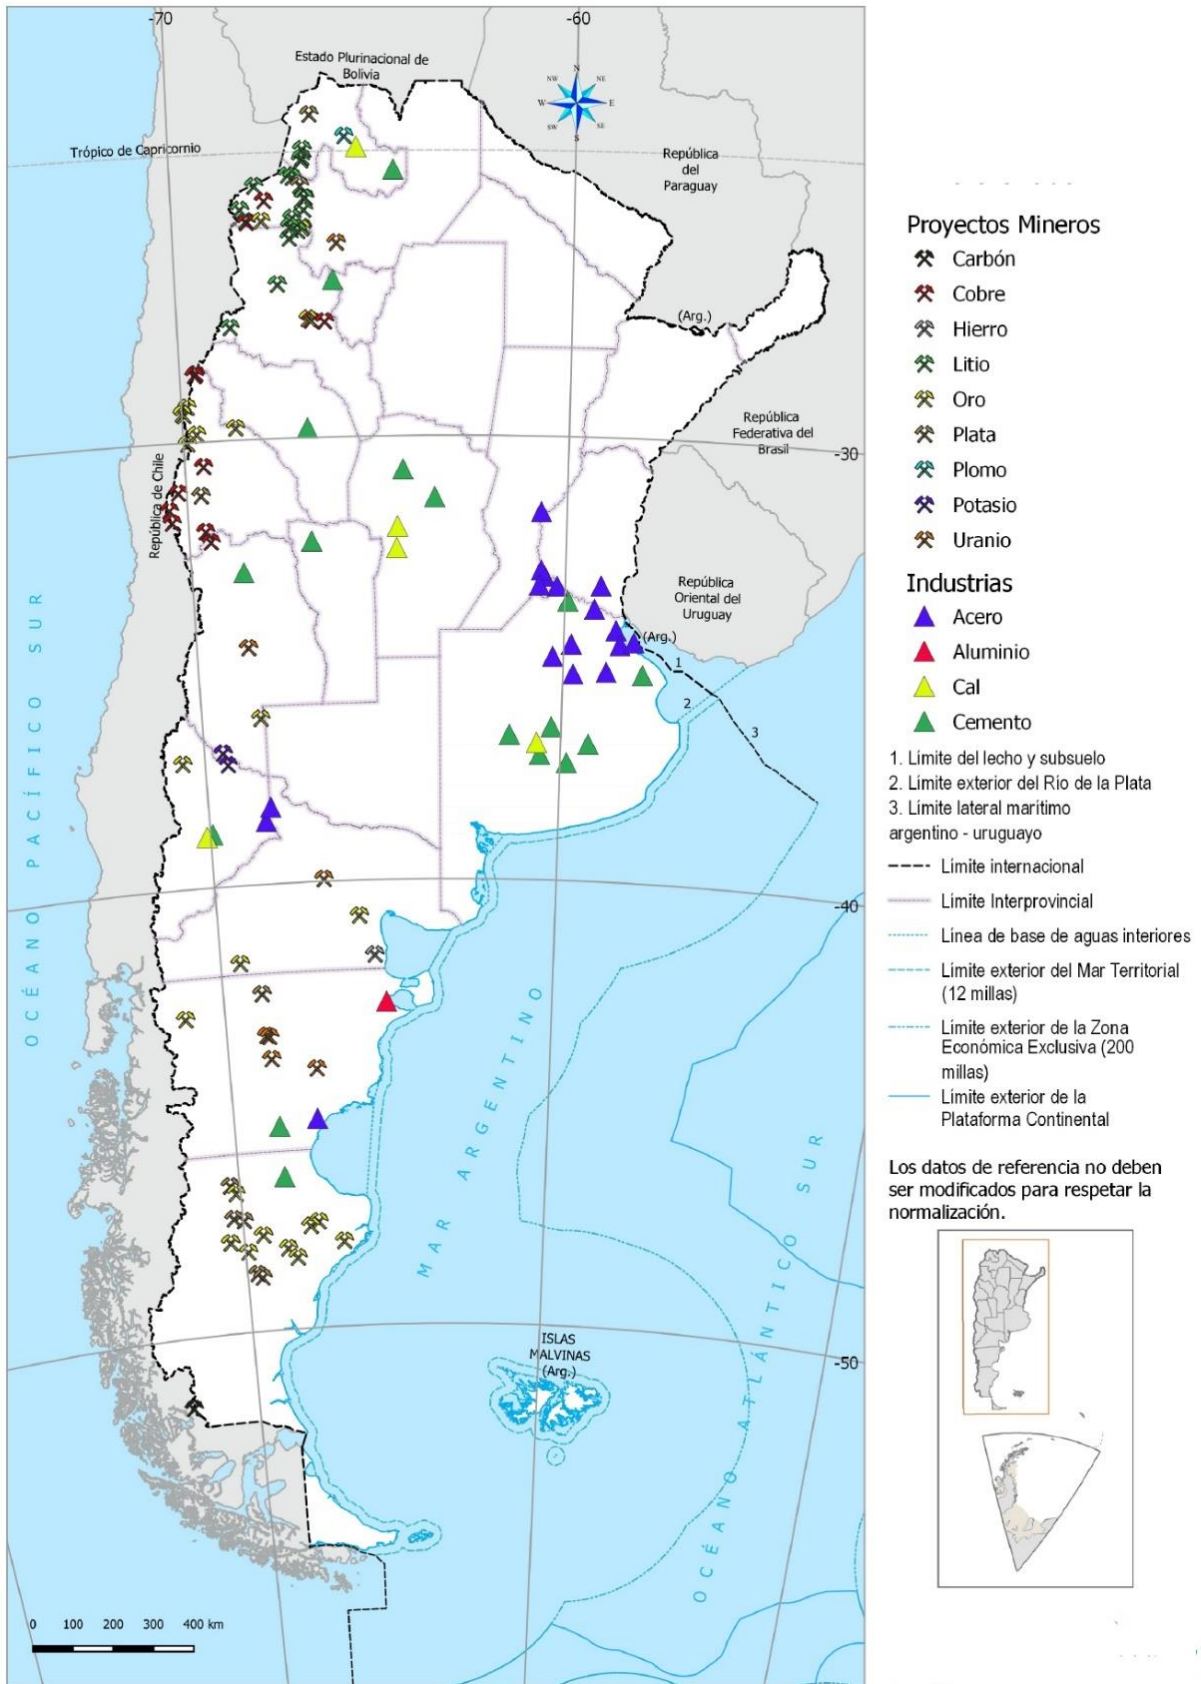 -70
-60
Estado Plurinacional de
Bolivia
N
NW
NE
W
E
SW
SE
S
Trópico de Capricornio
República
del
Paraguay
(Arg.)
República
Federativa del
Brasil
-30
República de Chile
República
Oriental del
Uruguay
(Arg.)
1
2
3
OCÉANO PACÍFICO SUR
-40
MAR ARGENTINO
OCÉANO ATLÁNTICO SUR
ISLAS
MALVINAS
(Arg.)
-50
0 100 200 300 400 km
Proyectos Mineros
Carbón
Cobre
Hierro
Litio
Oro
Plata
Plomo
Potasio
Uranio
Industrias
Acero
Aluminio
Cal
Cemento
1. Límite del lecho y subsuelo
2. Límite exterior del Río de la Plata
3. Límite lateral marítimo
argentino - uruguayo
Límite internacional
Límite Interprovincial
Línea de base de aguas interiores
Límite exterior del Mar Territorial
(12 millas)
Límite exterior de la Zona
Económica Exclusiva (200
millas)
Límite exterior de la
Plataforma Continental
Los datos de referencia no deben
ser modificados para respetar la
normalización.